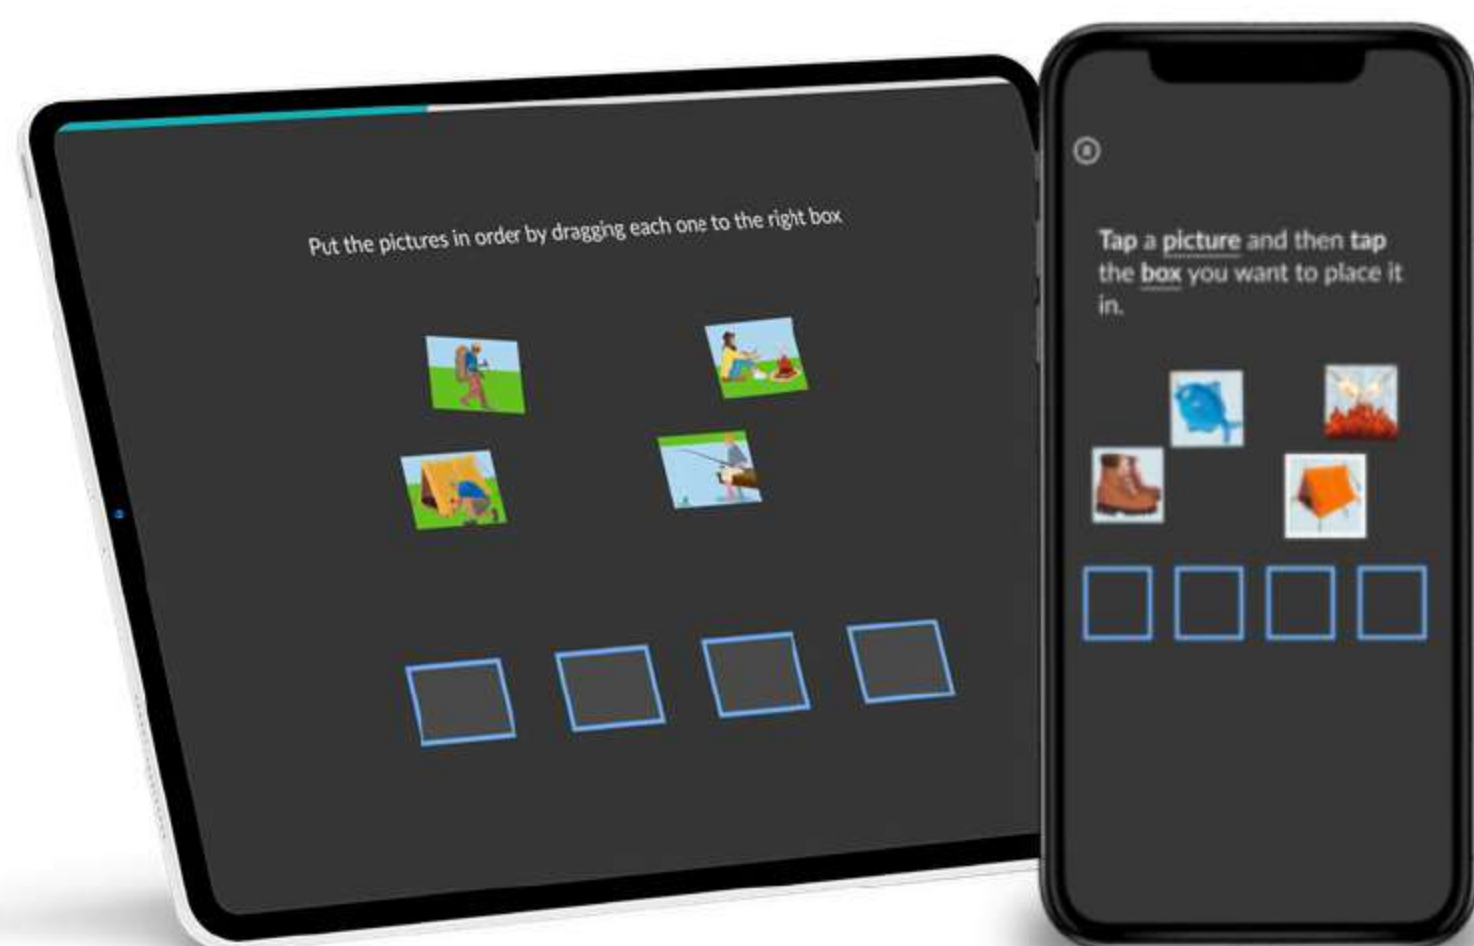 Put the pictures in order by dragging each one to the right box
Tap a picture and then tap
the box you want to place it
in.